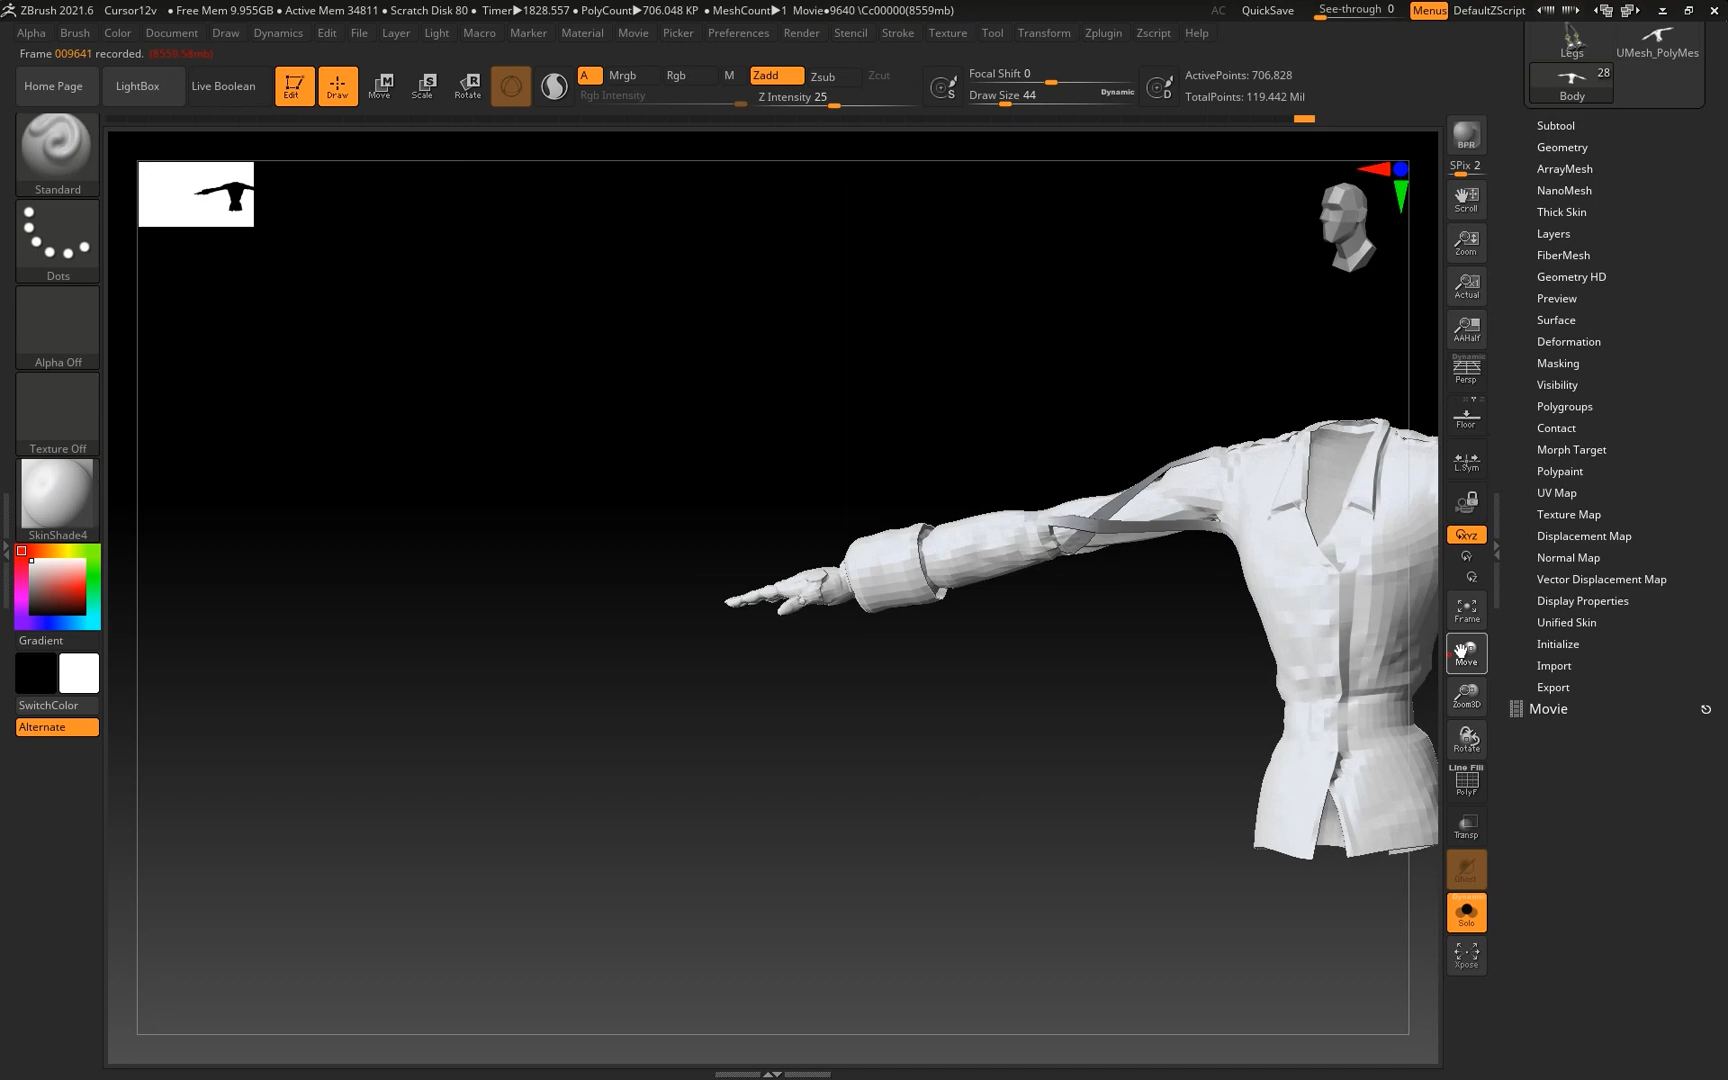 ZBrush 2021.6 Cursor12v • Free Mem 9.955GB • Active Mem 34811 • Scratch Disk 80 • Timer▶1828.557 • PolyCount▶706.048 KP • MeshCount▶1 Movie●9640 \Cc00000(8559mb) AC QuickSave See-through 0 Menus DefaultZScript
Alpha Brush Color Document Draw Dynamics Edit File Layer Light Macro Marker Material Movie Picker Preferences Render Stencil Stroke Texture Tool Transform Zplugin Zscript Help
Frame 009641 recorded. (8559.58mb)
Home Page LightBox Live Boolean Edit Draw Move Scale Rotate A Mrgb Rgb M Zadd Zsub Zcut
Rgb Intensity Z Intensity 25
Focal Shift 0
Draw Size 44 Dynamic
S
D
ActivePoints: 706,828
TotalPoints: 119.442 Mil
Legs UMesh_PolyMes
28
Body
Standard
Dots
Alpha Off
Texture Off
SkinShade4
Gradient
SwitchColor
Alternate
BPR
SPix 2
Scroll
Zoom
Actual
AAHalf
Dynamic
Persp
Floor
L.Sym
XYZ
Y
Z
Frame
Move
Zoom3D
Rotate
Line Fill
PolyF
Transp
Ghost
Dynamic
Solo
Xpose
Subtool
Geometry
ArrayMesh
NanoMesh
Thick Skin
Layers
FiberMesh
Geometry HD
Preview
Surface
Deformation
Masking
Visibility
Polygroups
Contact
Morph Target
Polypaint
UV Map
Texture Map
Displacement Map
Normal Map
Vector Displacement Map
Display Properties
Unified Skin
Initialize
Import
Export
Movie